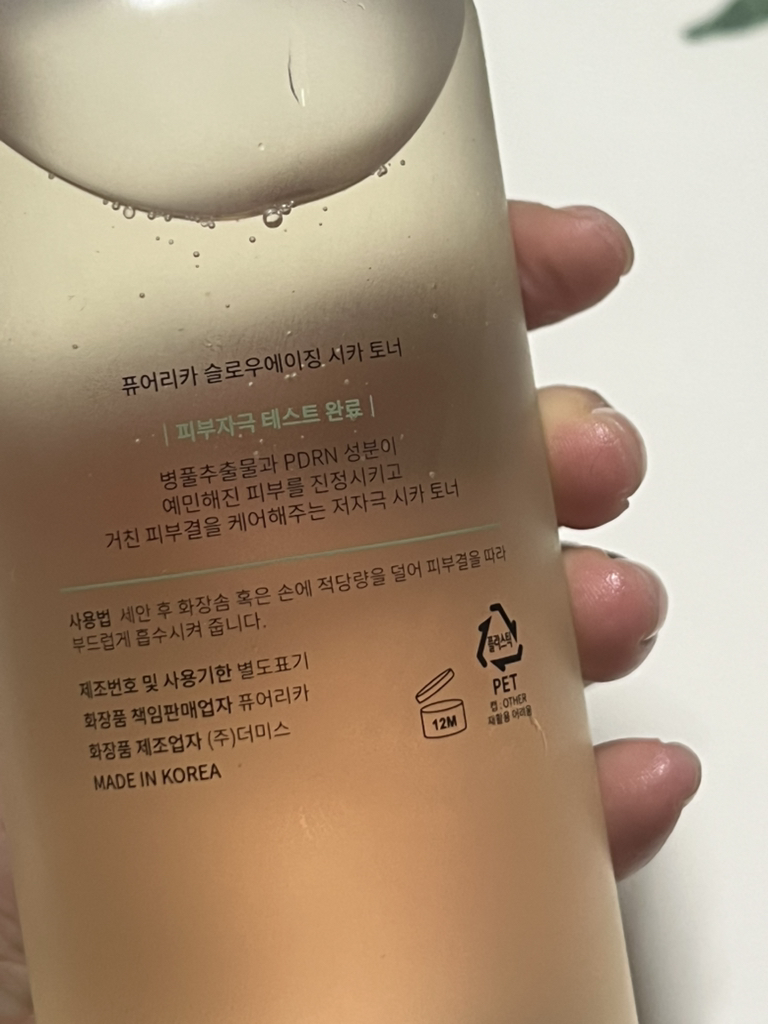 퓨어리카 슬로우에이징 시카 토너
| 피부자극 테스트 완료 |
병풀추출물과 PDRN 성분이
예민해진 피부를 진정시키고
거친 피부결을 케어해주는 저자극 시카 토너
사용법 세안 후 화장솜 혹은 손에 적당량을 덜어 피부결을 따라
부드럽게 흡수시켜 줍니다.
제조번호 및 사용기한 별도표기
화장품 책임판매업자 퓨어리카
화장품 제조업자 (주)더미스
MADE IN KOREA
12M
플라스틱
PET
캡 : OTHER
재활용 어려움